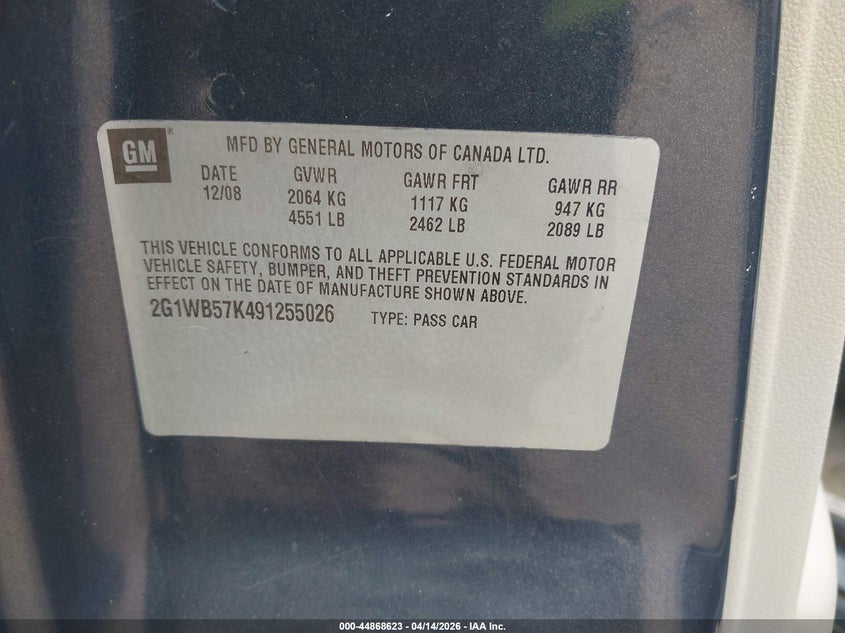 GM
MFD BY GENERAL MOTORS OF CANADA LTD.
DATE GVWR GAWR FRT GAWR RR
12/08 2064 KG 1117 KG 947 KG
4551 LB 2462 LB 2089 LB
THIS VEHICLE CONFORMS TO ALL APPLICABLE U.S. FEDERAL MOTOR
VEHICLE SAFETY, BUMPER, AND THEFT PREVENTION STANDARDS IN
EFFECT ON THE DATE OF MANUFACTURE SHOWN ABOVE.
2G1WB57K491255026 TYPE: PASS CAR
000-44868623 - 04/14/2026 - IAA Inc.